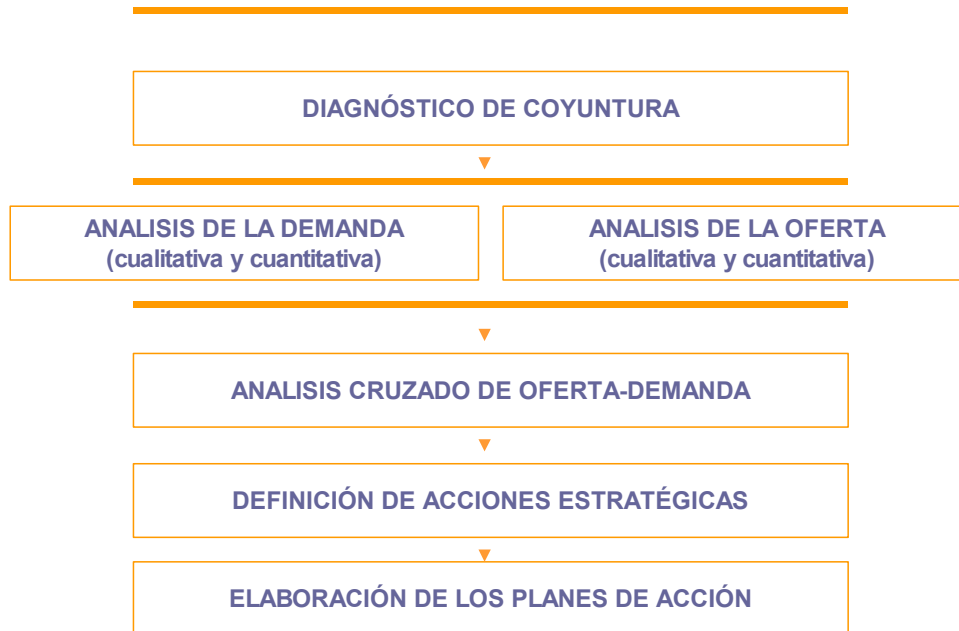 DIAGNÓSTICO DE COYUNTURA
ANALISIS DE LA DEMANDA
(cualitativa y cuantitativa)
ANALISIS DE LA OFERTA
(cualitativa y cuantitativa)
ANALISIS CRUZADO DE OFERTA-DEMANDA
DEFINICIÓN DE ACCIONES ESTRATÉGICAS
ELABORACIÓN DE LOS PLANES DE ACCIÓN